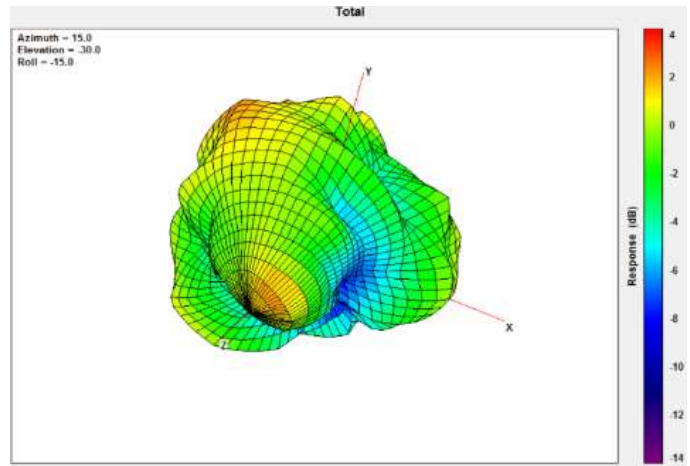 Total
Azimuth = 15.0
Elevation = -30.0
Roll = -15.0
Y
X
Z
4
2
0
-2
-4
-6
-8
-10
-12
-14
Response (dB)